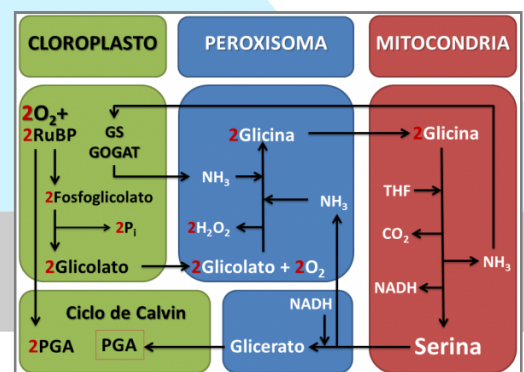 CLOROPLASTO
PEROXISOMA
MITOCONDRIA
2O₂+
2RuBP
GS
GOGAT
2Fosfoglicolato
2Pᵢ
2Glicolato
2Glicina
NH₃
NH₃
2H₂O₂
2Glicolato + 2O₂
2Glicina
THF
CO₂
NH₃
NADH
Serina
Ciclo de Calvin
2PGA
PGA
NADH
Glicerato